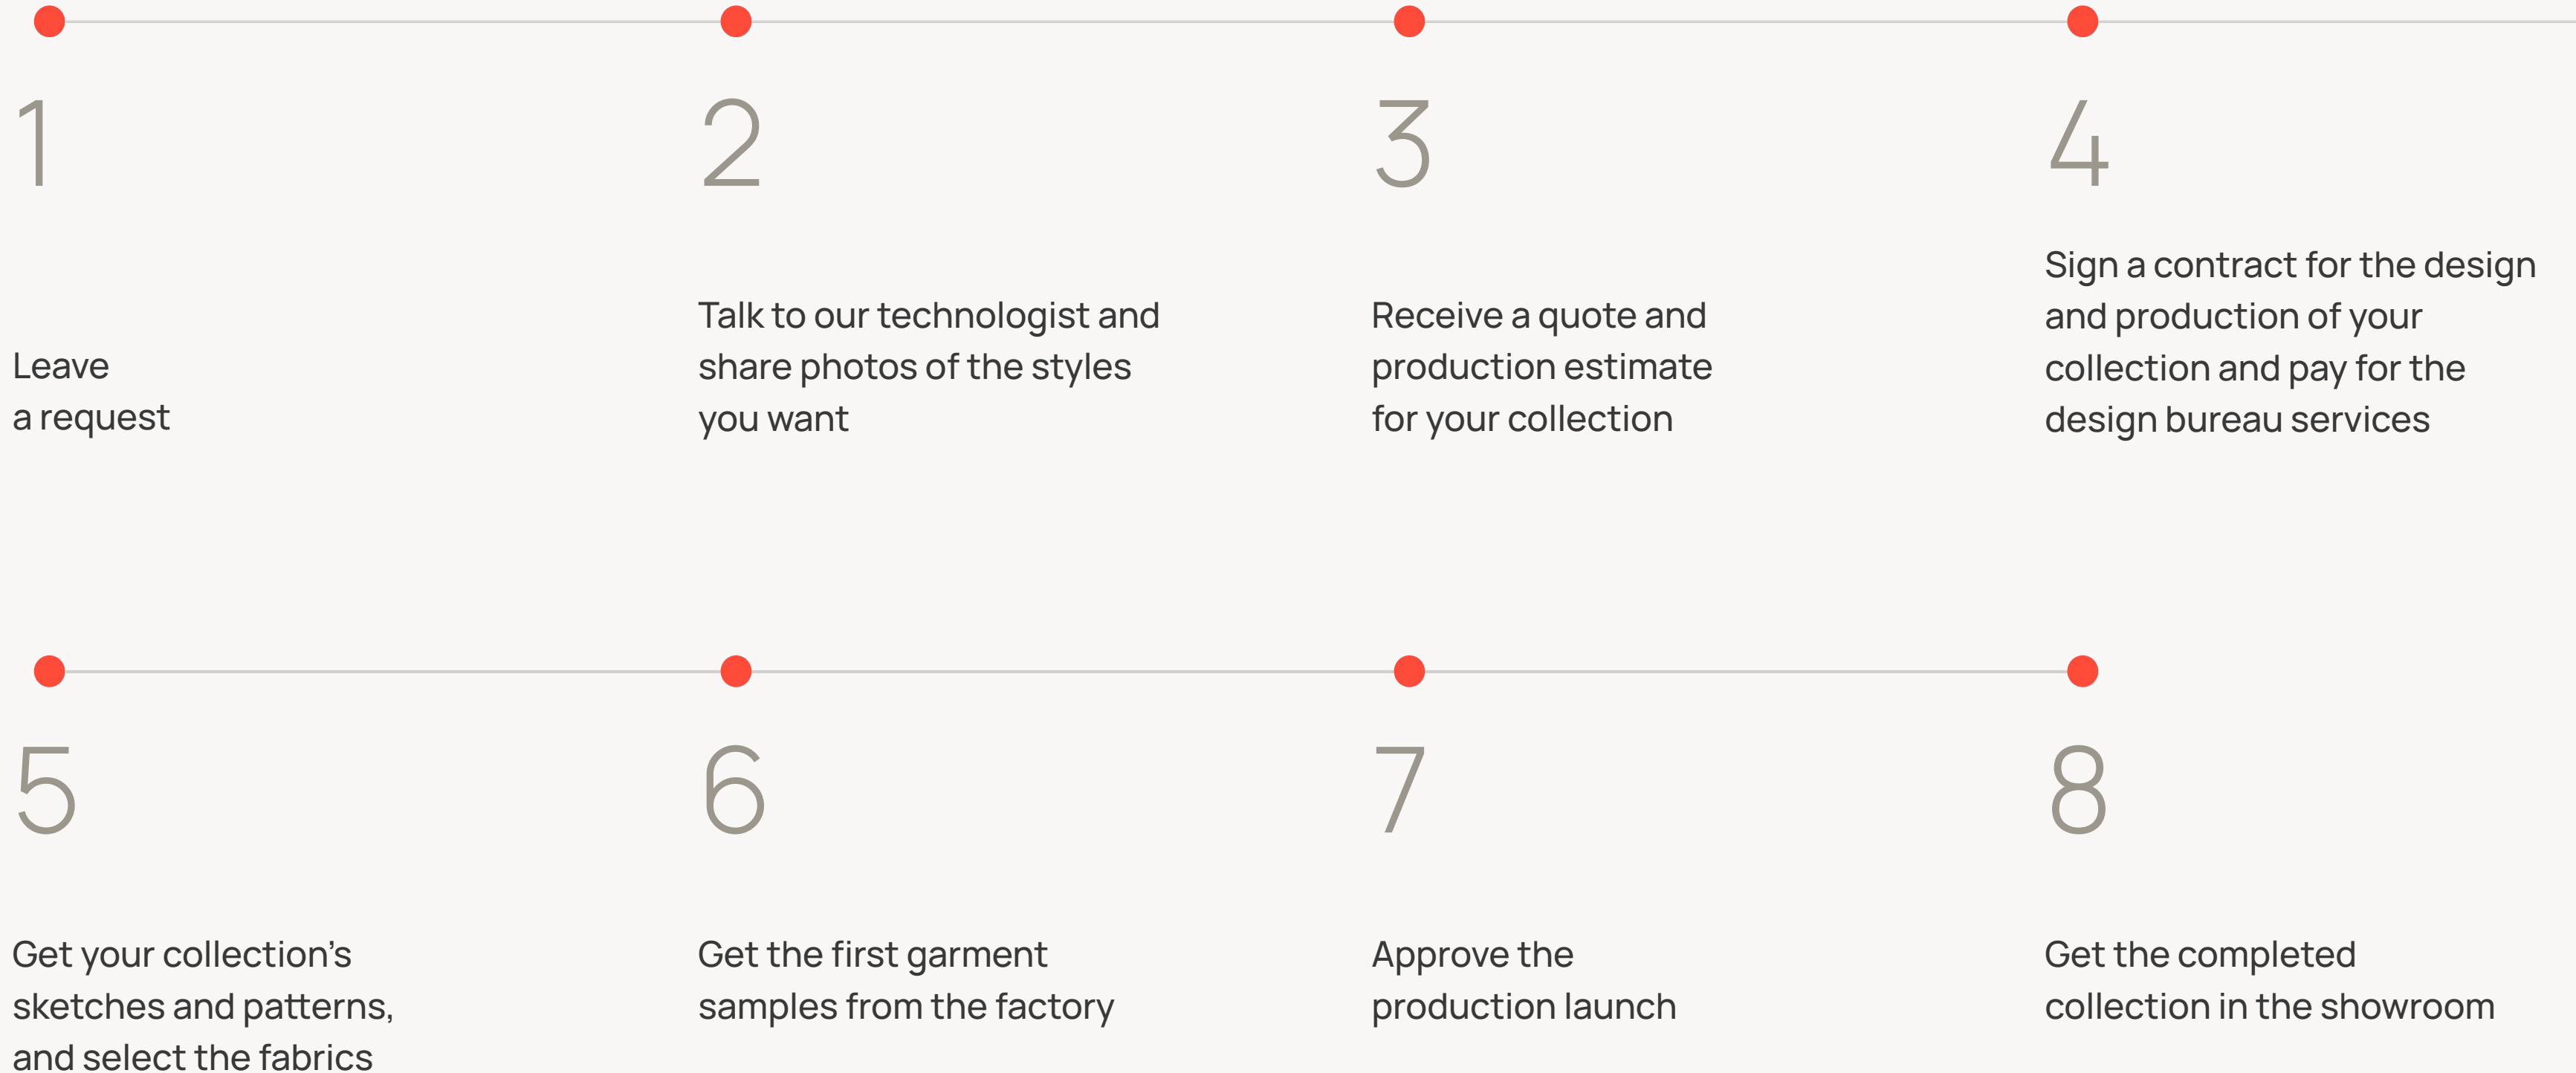 1
Leave
a request
2
Talk to our technologist and
share photos of the styles
you want
3
Receive a quote and
production estimate
for your collection
4
Sign a contract for the design
and production of your
collection and pay for the
design bureau services
5
Get your collection’s
sketches and patterns,
and select the fabrics
6
Get the first garment
samples from the factory
7
Approve the
production launch
8
Get the completed
collection in the showroom